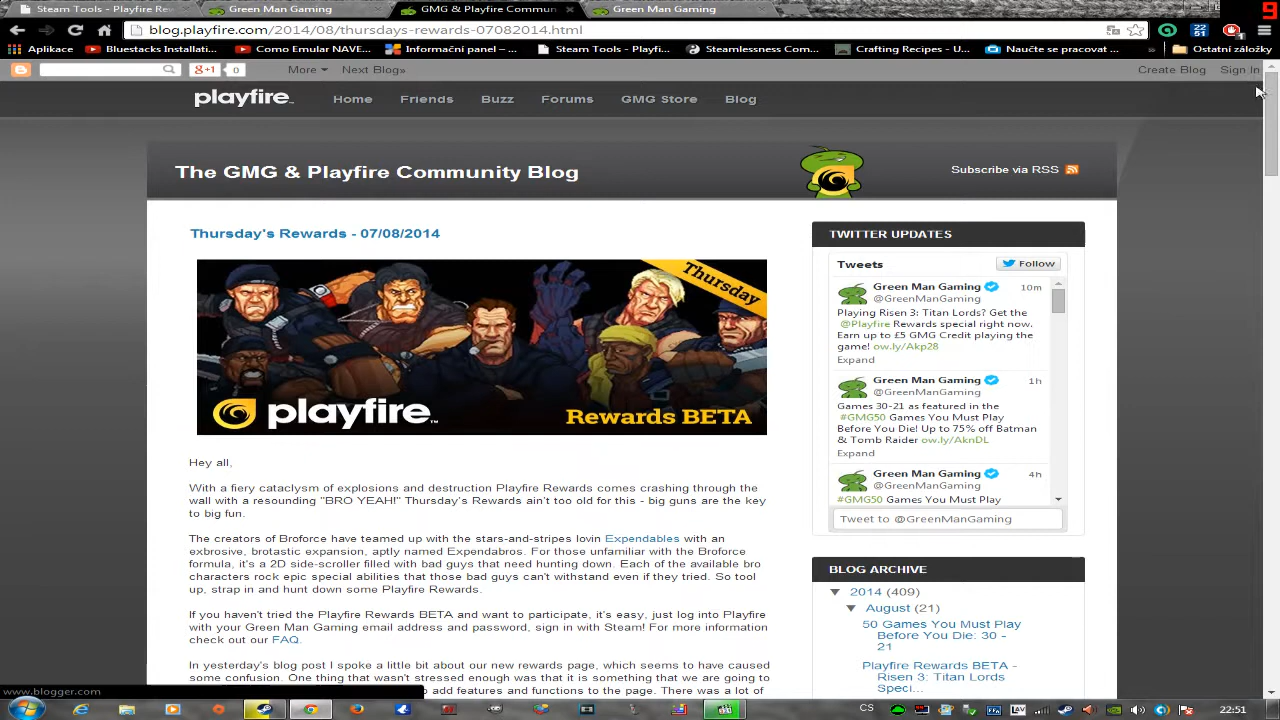 Steam Tools - Playfire Re
Green Man Gaming
GMG & Playfire Commun
Green Man Gaming
9
blog.playfire.com/2014/08/thursdays-rewards-07082014.html
Aplikace
Bluestacks Installati...
Como Emular NAVE...
Informační panel – ...
Steam Tools - Playfi...
Steamlessness Com...
Crafting Recipes - U...
Naučte se pracovat ...
»
Ostatní záložky
g+1
0
More
Next Blog»
Create Blog
Sign In
playfire™
Home
Friends
Buzz
Forums
GMG Store
Blog
The GMG & Playfire Community Blog
Subscribe via RSS
Thursday's Rewards - 07/08/2014
Thursday
playfire™
Rewards BETA
Hey all,
With a fiery cataclysm of explosions and destruction Playfire Rewards comes crashing through the
wall with a resounding "BRO YEAH!" Thursday's Rewards ain't too old for this - big guns are the key
to big fun.
The creators of Broforce have teamed up with the stars-and-stripes lovin Expendables with an
exbrosive, brotastic expansion, aptly named Expendabros. For those unfamiliar with the Broforce
formula, it's a 2D side-scroller filled with bad guys that need hunting down. Each of the available bro
characters rock epic special abilities that those bad guys can't withstand even if they tried. So tool
up, strap in and hunt down some Playfire Rewards.
If you haven't tried the Playfire Rewards BETA and want to participate, it's easy, just log into Playfire
with your Green Man Gaming email address and password, sign in with Steam! For more information
check out our FAQ.
In yesterday's blog post I spoke a little bit about our new rewards page, which seems to have caused
some confusion. One thing that wasn't stressed enough was that it is something that we are going to
o add features and functions to the page. There was a lot of
TWITTER UPDATES
Tweets
Follow
Green Man Gaming
10m
@GreenManGaming
Playing Risen 3: Titan Lords? Get the
@Playfire Rewards special right now.
Earn up to £5 GMG Credit playing the
game! ow.ly/Akp28
Expand
Green Man Gaming
1h
@GreenManGaming
Games 30-21 as featured in the
#GMG50 Games You Must Play
Before You Die! Up to 75% off Batman
& Tomb Raider ow.ly/AknDL
Expand
Green Man Gaming
4h
@GreenManGaming
#GMG50 Games You Must Play
Tweet to @GreenManGaming
BLOG ARCHIVE
2014 (409)
August (21)
50 Games You Must Play
Before You Die: 30 -
21
Playfire Rewards BETA -
Risen 3: Titan Lords
Speci...
www.blogger.com
CS
22:51